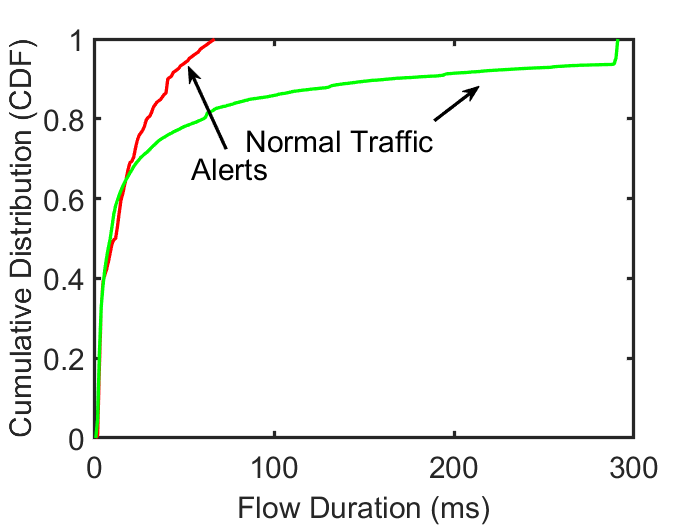 Cumulative Distribution (CDF)
1
0.8
0.6
0.4
0.2
0
Normal Traffic
Alerts
0
100
200
300
Flow Duration (ms)